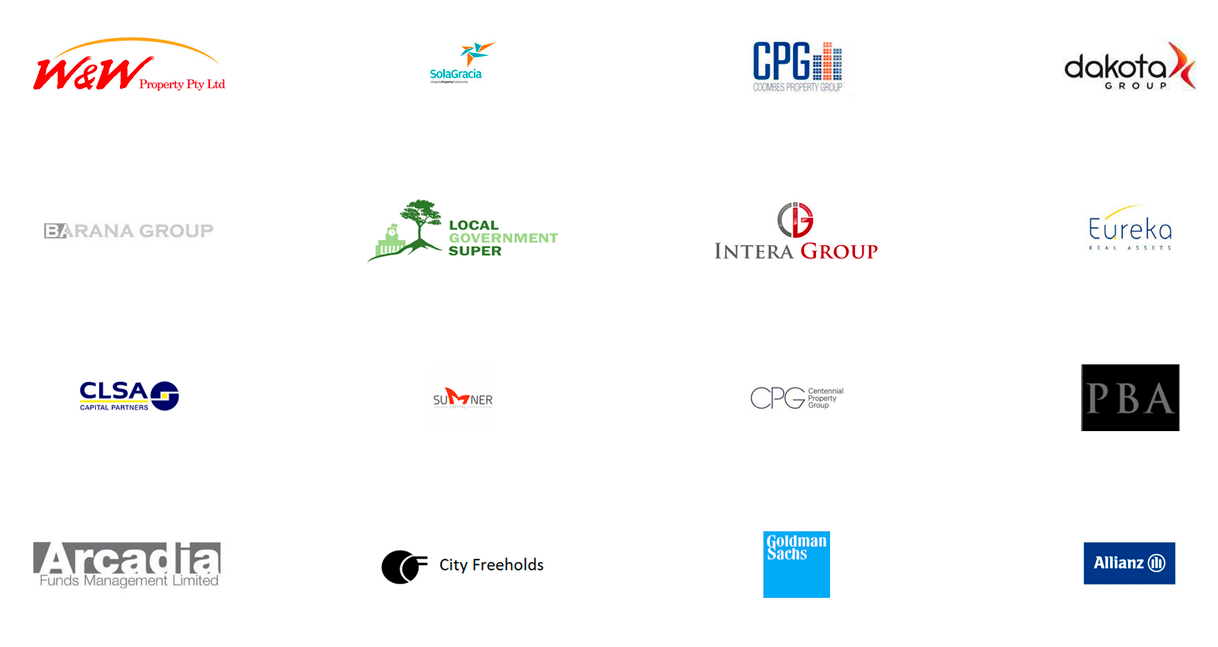 W&W Property Pty Ltd
SolaGracia
CPG
COOMBES PROPERTY GROUP
dakota
GROUP
BARANA GROUP
LOCAL
GOVERNMENT
SUPER
INTERA GROUP
Eureka
REAL ASSETS
CLSA
CAPITAL PARTNERS
SUMNER
CPG
Centennial
Property
Group
PBA
Arcadia
Funds Management Limited
City Freeholds
Goldman
Sachs
Allianz